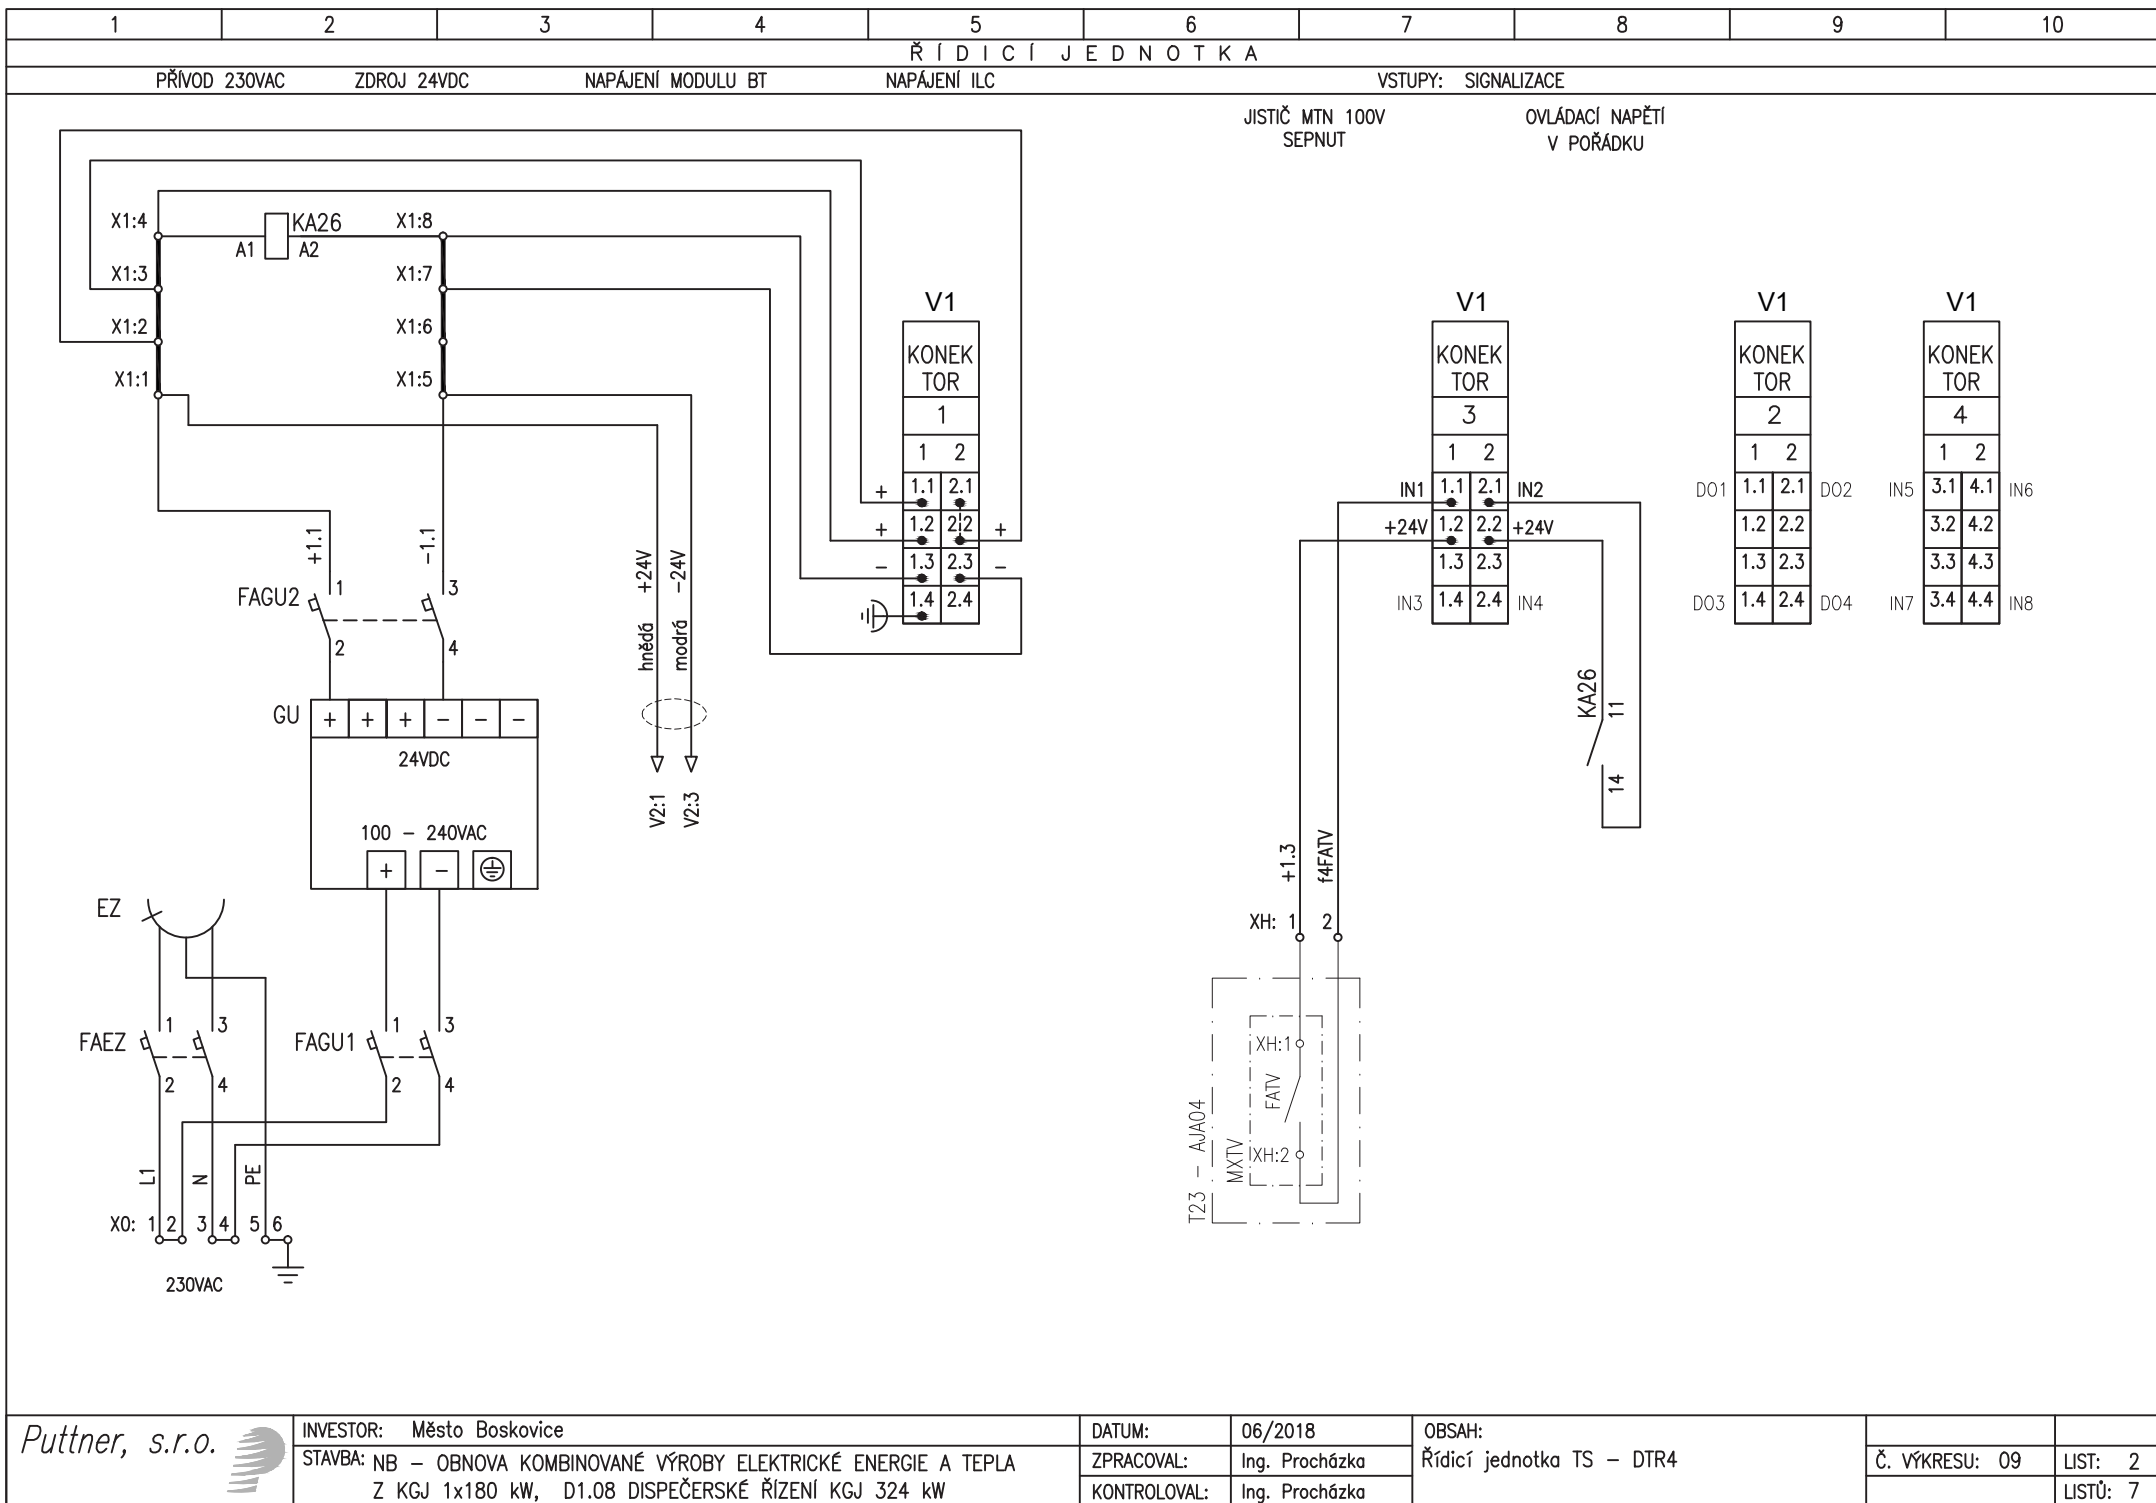 1 2 3 4 5 6 7 8 9 10
ŘÍDICÍ JEDNOTKA
PŘÍVOD 230VAC ZDROJ 24VDC NAPÁJENÍ MODULU BT NAPÁJENÍ ILC VSTUPY: SIGNALIZACE
JISTIČ MTN 100V
SEPNUT
OVLÁDACÍ NAPĚTÍ
V POŘÁDKU
X1:4 KA26 X1:8
A1 A2
X1:3 X1:7
X1:2 X1:6
X1:1 X1:5
+1.1 -1.1
FAGU2 1 3
2 4
GU + + + - - -
24VDC
100 - 240VAC
+ -
hnědá +24V
modrá -24V
V2:1 V2:3
EZ
FAEZ 1 3
2 4
FAGU1 1 3
2 4
L1 N PE
X0: 1 2 3 4 5 6
230VAC
V1
KONEK
TOR
1
1 2
+ 1.1 2.1
+ 1.2 2.2 +
- 1.3 2.3 -
1.4 2.4
V1
KONEK
TOR
3
1 2
IN1 1.1 2.1 IN2
+24V 1.2 2.2 +24V
1.3 2.3
IN3 1.4 2.4 IN4
KA26 11
14
+1.3 f4FATV
XH: 1 2
XH:1
FATV
XH:2
MXTV
T23 - AJA04
V1
KONEK
TOR
2
1 2
DO1 1.1 2.1 DO2
1.2 2.2
1.3 2.3
DO3 1.4 2.4 DO4
V1
KONEK
TOR
4
1 2
IN5 3.1 4.1 IN6
3.2 4.2
3.3 4.3
IN7 3.4 4.4 IN8
Puttner, s.r.o.
INVESTOR: Město Boskovice
STAVBA: NB - OBNOVA KOMBINOVANÉ VÝROBY ELEKTRICKÉ ENERGIE A TEPLA
Z KGJ 1x180 kW, D1.08 DISPEČERSKÉ ŘÍZENÍ KGJ 324 kW
DATUM: 06/2018
ZPRACOVAL: Ing. Procházka
KONTROLOVAL: Ing. Procházka
OBSAH:
Řídicí jednotka TS - DTR4
Č. VÝKRESU: 09
LIST: 2
LISTŮ: 7